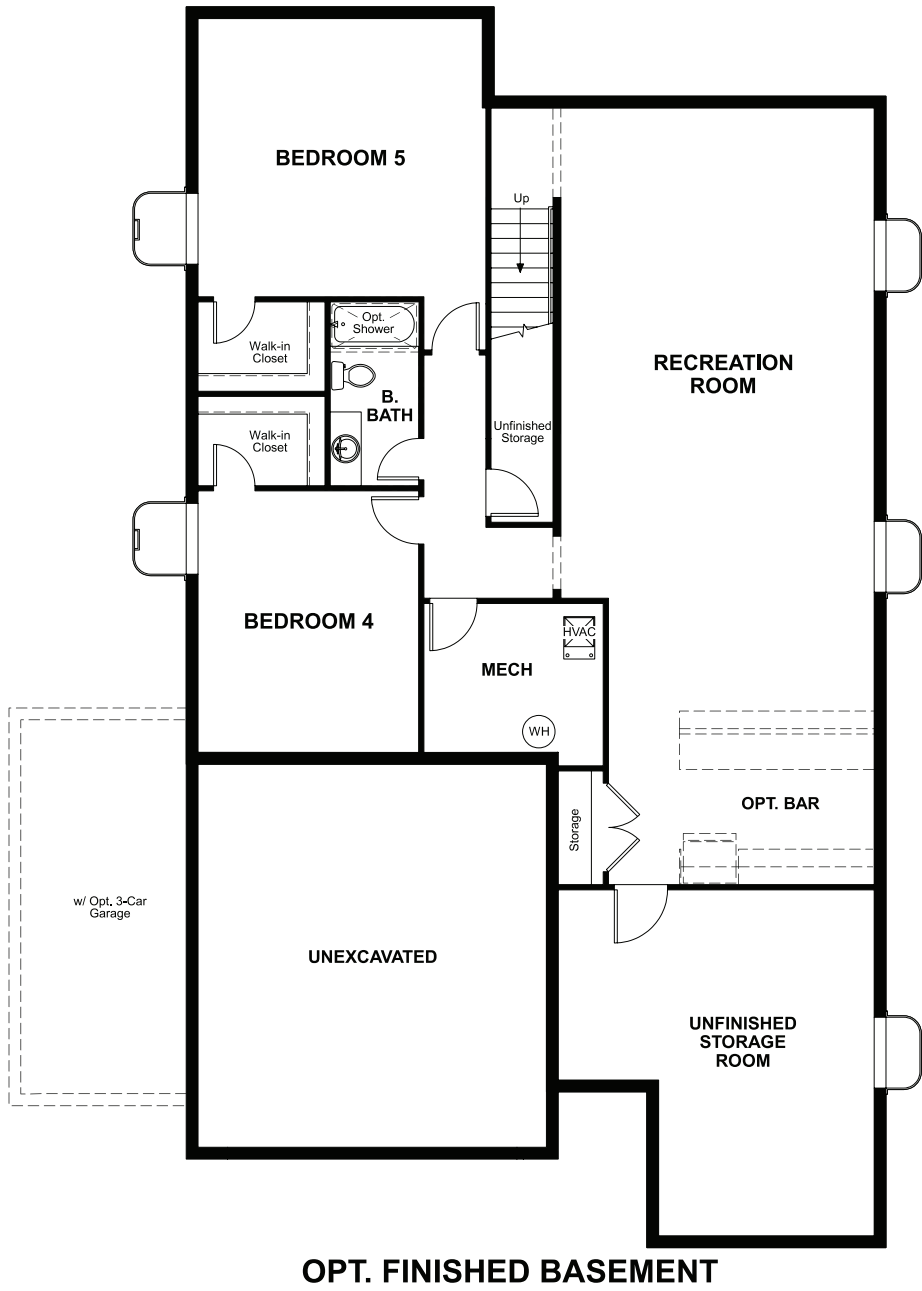 BEDROOM 5
Up
Opt.
Shower
Walk-in
Closet
RECREATION
ROOM
B.
BATH
Unfinished
Storage
Walk-in
Closet
BEDROOM 4
HVAC
MECH
WH
OPT. BAR
Storage
w/ Opt. 3-Car
Garage
UNEXCAVATED
UNFINISHED
STORAGE
ROOM
OPT. FINISHED BASEMENT